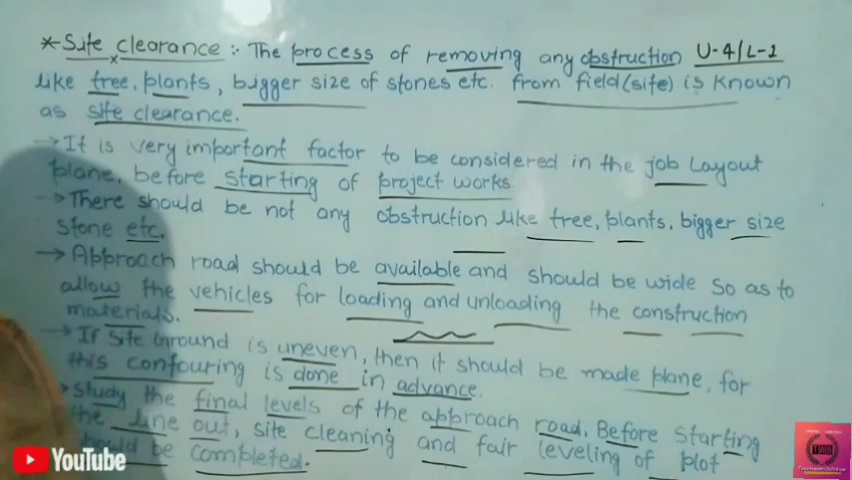 *Site clearance :- The process of removing any obstruction U-4/L-1
like tree, plants, bigger size of stones etc. from field (site) is known
as site clearance.
→ It is very important factor to be considered in the job Layout
plane, before starting of project works.
→ There should be not any obstruction like tree, plants, bigger size
stone etc.
→ Approach road should be available and should be wide so as to
allow the vehicles for loading and unloading the construction
materials.
→ If Site Ground is uneven, then it should be made plane, for
this contouring is done in advance.
→ Study the final levels of the approach road, Before starting
the line out, site cleaning and fair leveling of plot
should be completed.
YouTube